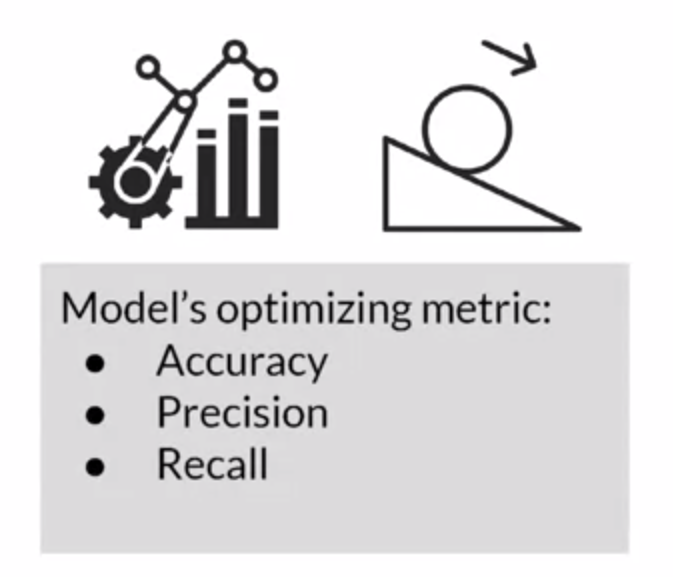 Model's optimizing metric:
● Accuracy
● Precision
● Recall